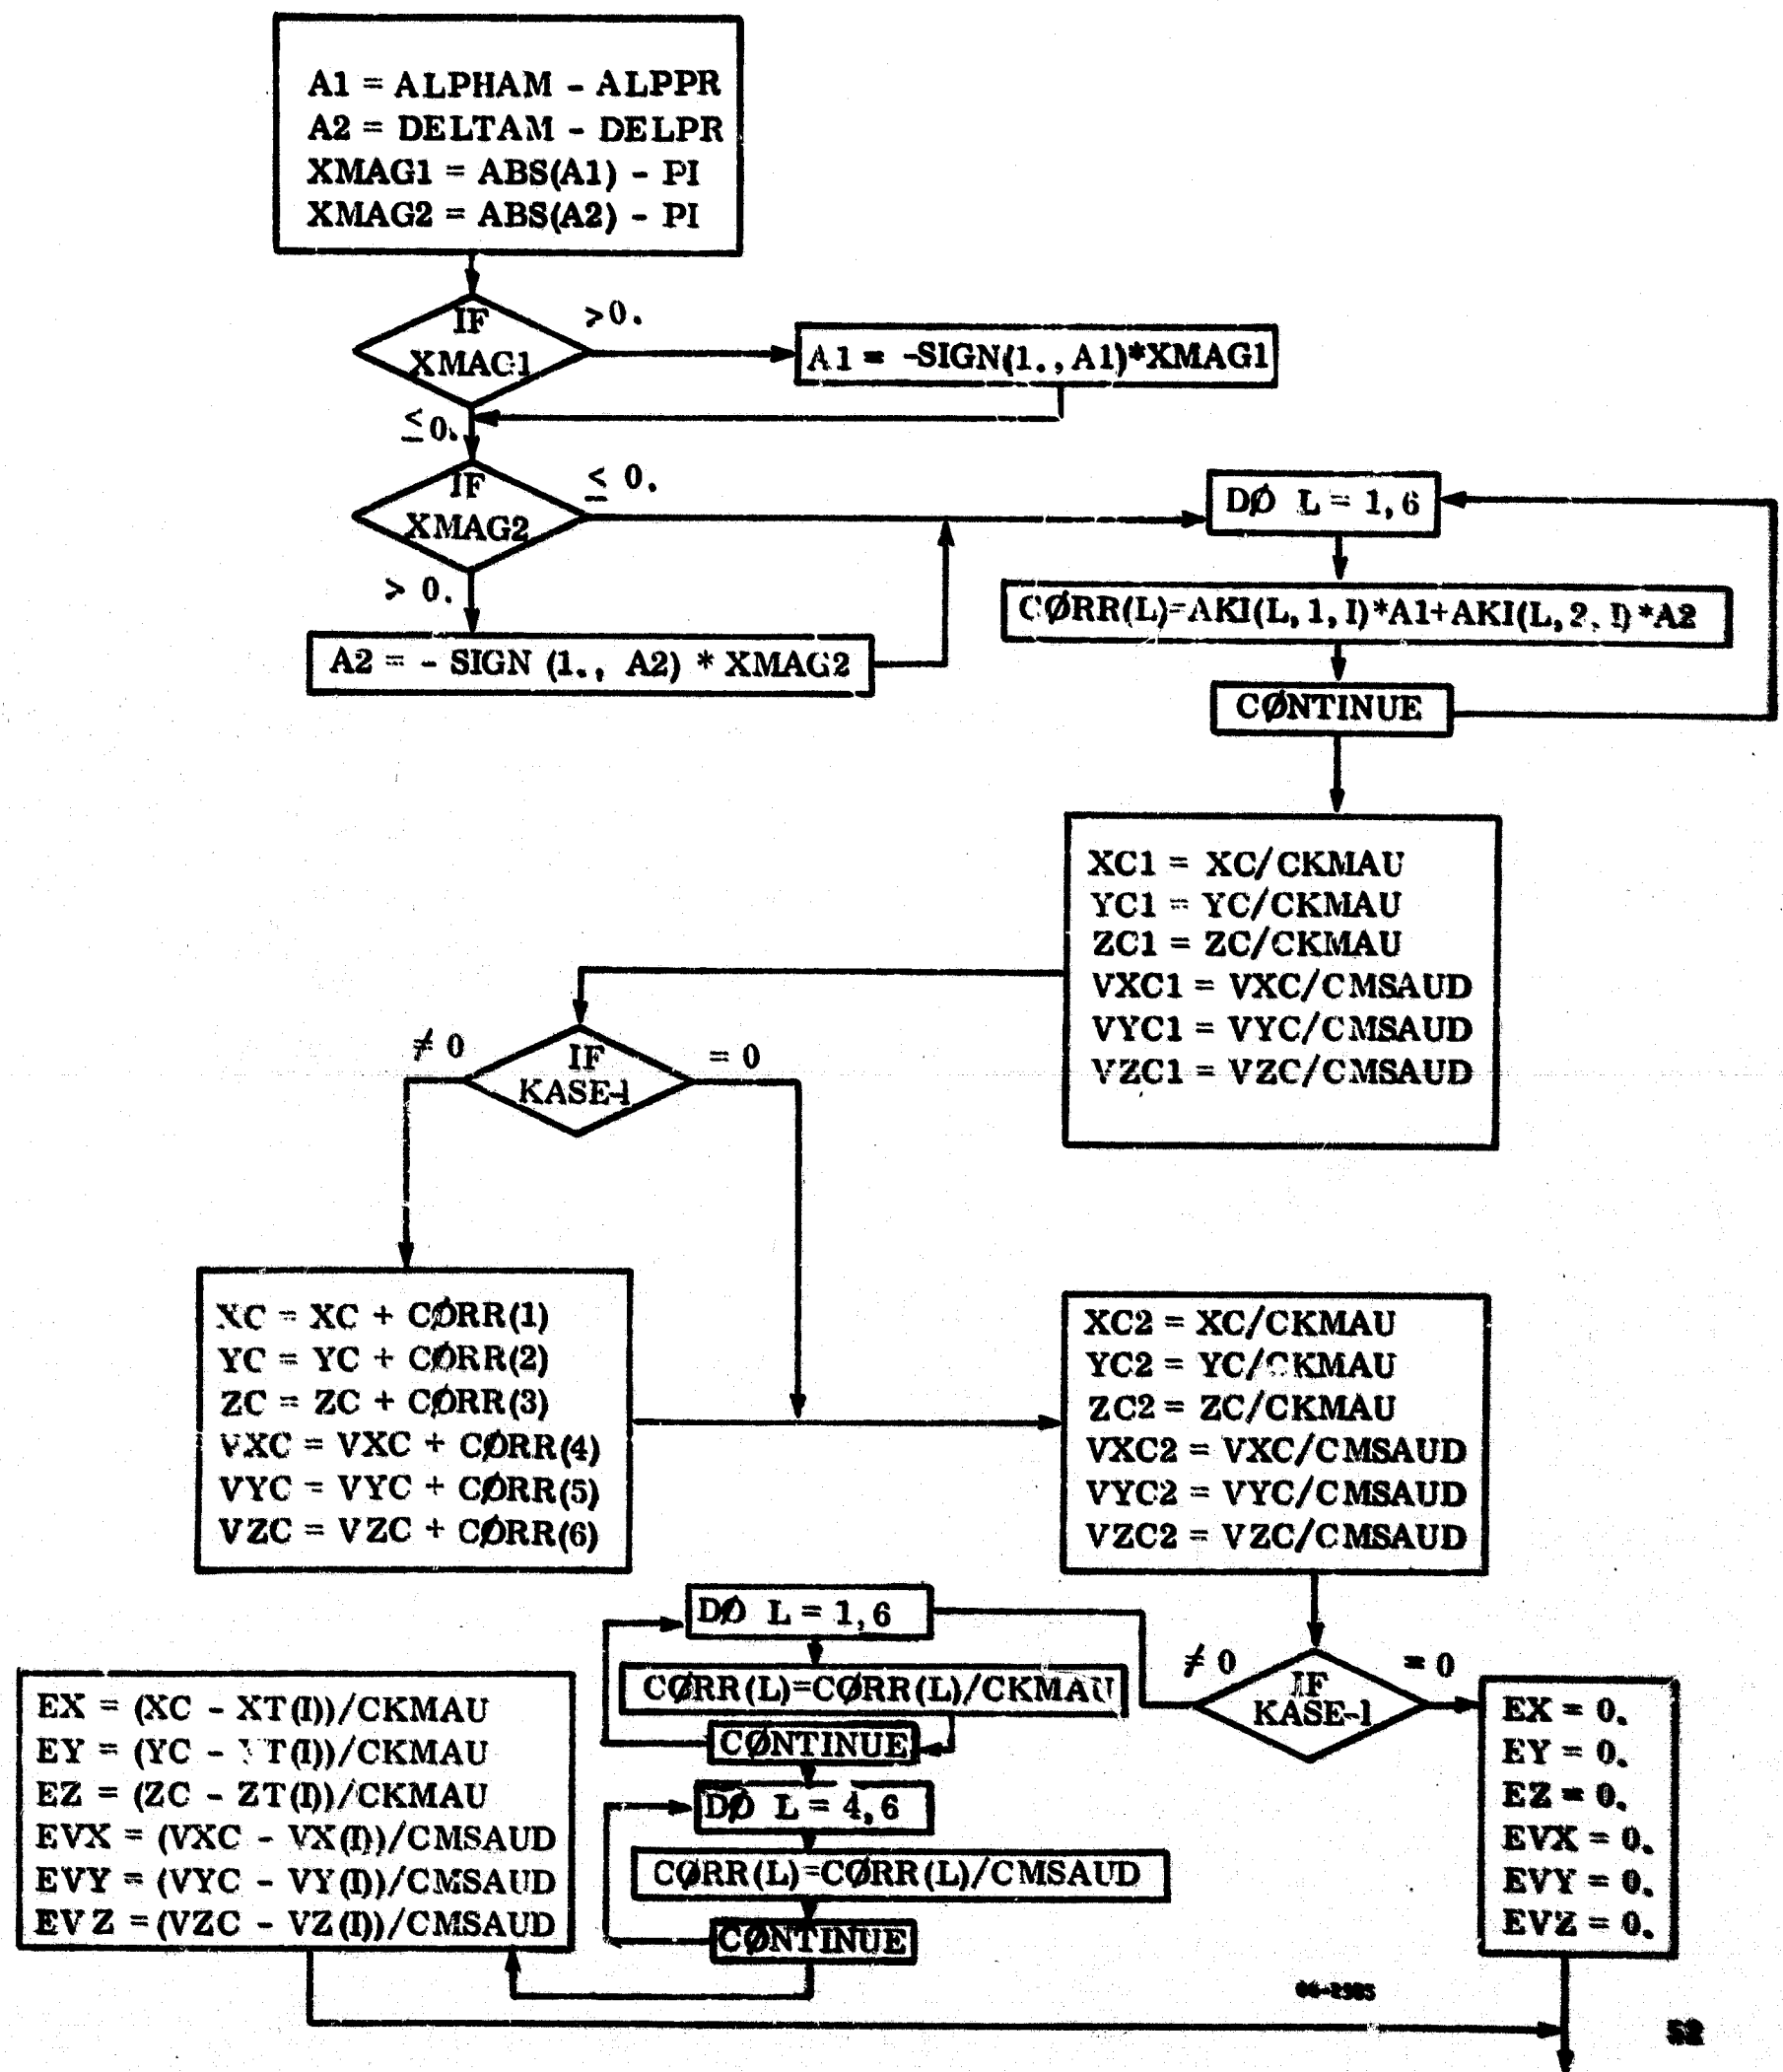 A1 = ALPHAM - ALPPR
A2 = DELTAM - DELPR
XMAG1 = ABS(A1) - PI
XMAG2 = ABS(A2) - PI
IF
XMAG1
>0.
A1 = -SIGN(1., A1)*XMAG1
≤0.
IF
XMAG2
≤ 0.
> 0.
A2 = - SIGN (1., A2) * XMAG2
DØ L = 1, 6
CØRR(L)=AKI(L, 1, I)*A1+AKI(L, 2, I)*A2
CØNTINUE
XC1 = XC/CKMAU
YC1 = YC/CKMAU
ZC1 = ZC/CKMAU
VXC1 = VXC/CMSAUD
VYC1 = VYC/CMSAUD
VZC1 = VZC/CMSAUD
≠ 0
IF
KASE-1
= 0
XC = XC + CØRR(1)
YC = YC + CØRR(2)
ZC = ZC + CØRR(3)
VXC = VXC + CØRR(4)
VYC = VYC + CØRR(5)
VZC = VZC + CØRR(6)
XC2 = XC/CKMAU
YC2 = YC/CKMAU
ZC2 = ZC/CKMAU
VXC2 = VXC/CMSAUD
VYC2 = VYC/CMSAUD
VZC2 = VZC/CMSAUD
≠ 0
IF
KASE-1
= 0
DØ L = 1, 6
CØRR(L)=CØRR(L)/CKMAU
CØNTINUE
DØ L = 4, 6
CØRR(L)=CØRR(L)/CMSAUD
CØNTINUE
EX = (XC - XT(I))/CKMAU
EY = (YC - YT(I))/CKMAU
EZ = (ZC - ZT(I))/CKMAU
EVX = (VXC - VX(I))/CMSAUD
EVY = (VYC - VY(I))/CMSAUD
EVZ = (VZC - VZ(I))/CMSAUD
EX = 0.
EY = 0.
EZ = 0.
EVX = 0.
EVY = 0.
EVZ = 0.
52